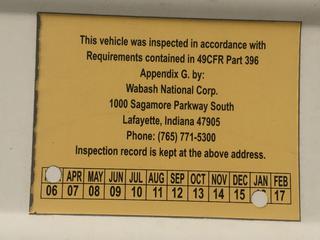 This vehicle was inspected in accordance with
Requirements contained in 49CFR Part 396
Appendix G. by:
Wabash National Corp.
1000 Sagamore Parkway South
Lafayette, Indiana 47905
Phone: (765) 771-5300
Inspection record is kept at the above address.
APR MAY JUN JUL AUG SEP OCT NOV DEC JAN FEB
06 07 08 09 10 11 12 13 14 15 17